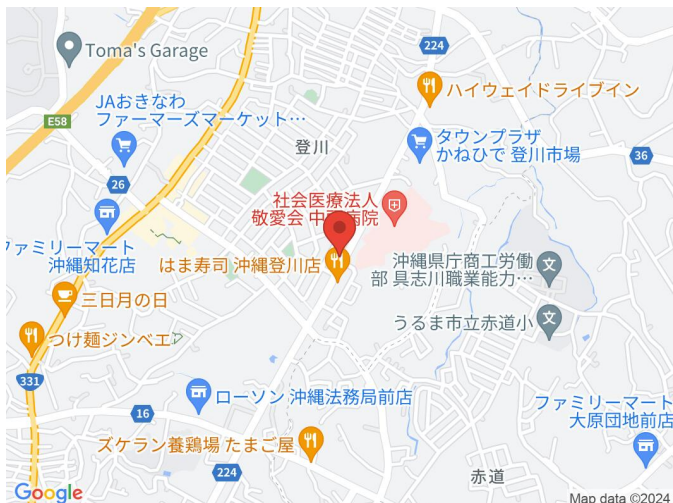 Toma's Garage
224
ハイウェイドライブイン
JAおきなわ
ファーマーズマーケット…
E58
登川
タウンプラザ
かねひで 登川市場
36
26
社会医療法人
敬愛会 中
病院
ファミリーマート
沖縄知花店
はま寿司 沖縄登川店
沖縄県庁商工労働
部 具志川職業能力…
三日月の日
うるま市立赤道小
つけ麺ジンベエ
331
ローソン 沖縄法務局前店
16
ファミリーマート
大原団地前店
ズケラン養鶏場 たまご屋
224
赤道
Google
Map data ©2024